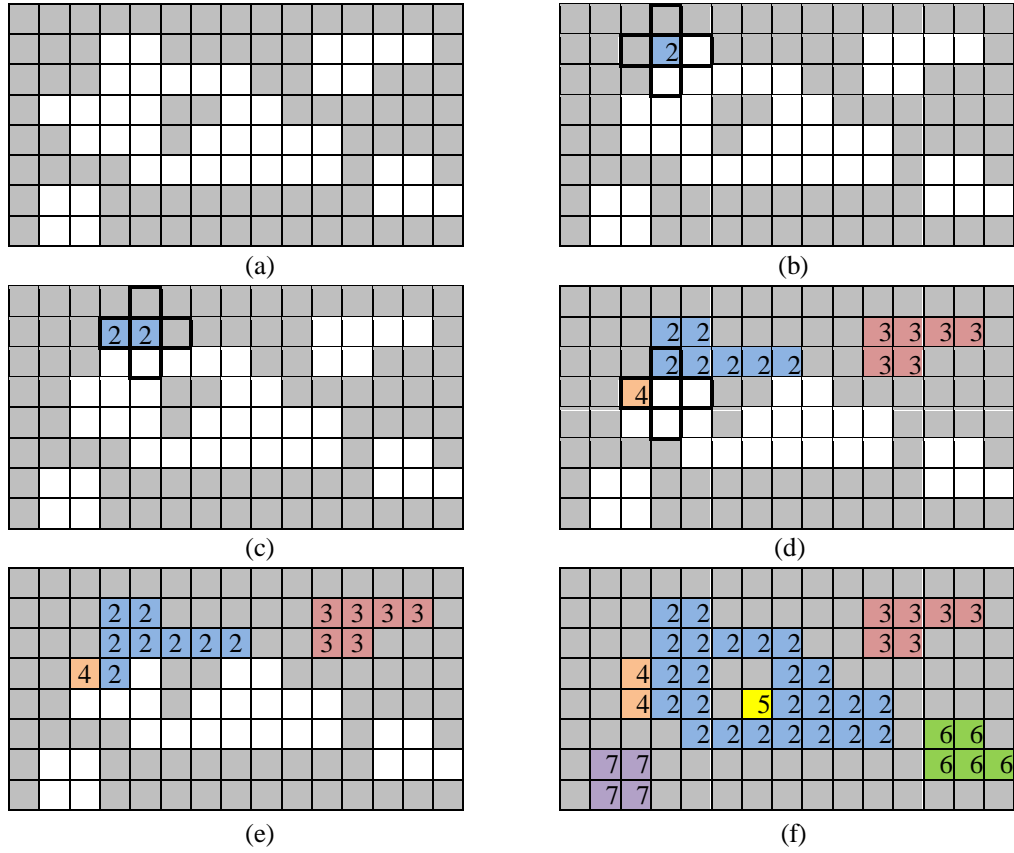 2
(a) (b)
2 2
2 2 3 3 3 3
2 2 2 2 2 3 3
4
(c) (d)
2 2 3 3 3 3 2 2 3 3 3 3
2 2 2 2 2 3 3 2 2 2 2 2 3 3
4 2 4 2 2 2 2
4 2 2 5 2 2 2 2
2 2 2 2 2 2 2 6 6
7 7 6 6 6
7 7
(e) (f)